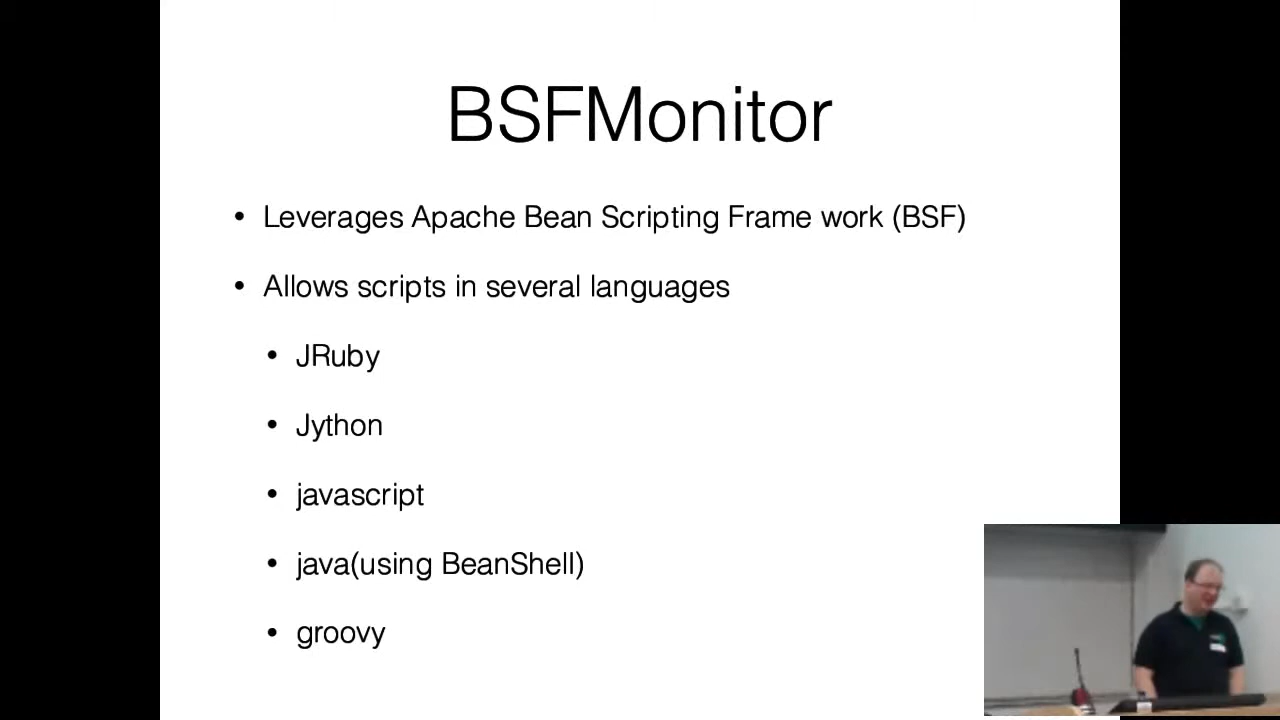 BSFMonitor
• Leverages Apache Bean Scripting Frame work (BSF)
• Allows scripts in several languages
• JRuby
• Jython
• javascript
• java(using BeanShell)
• groovy